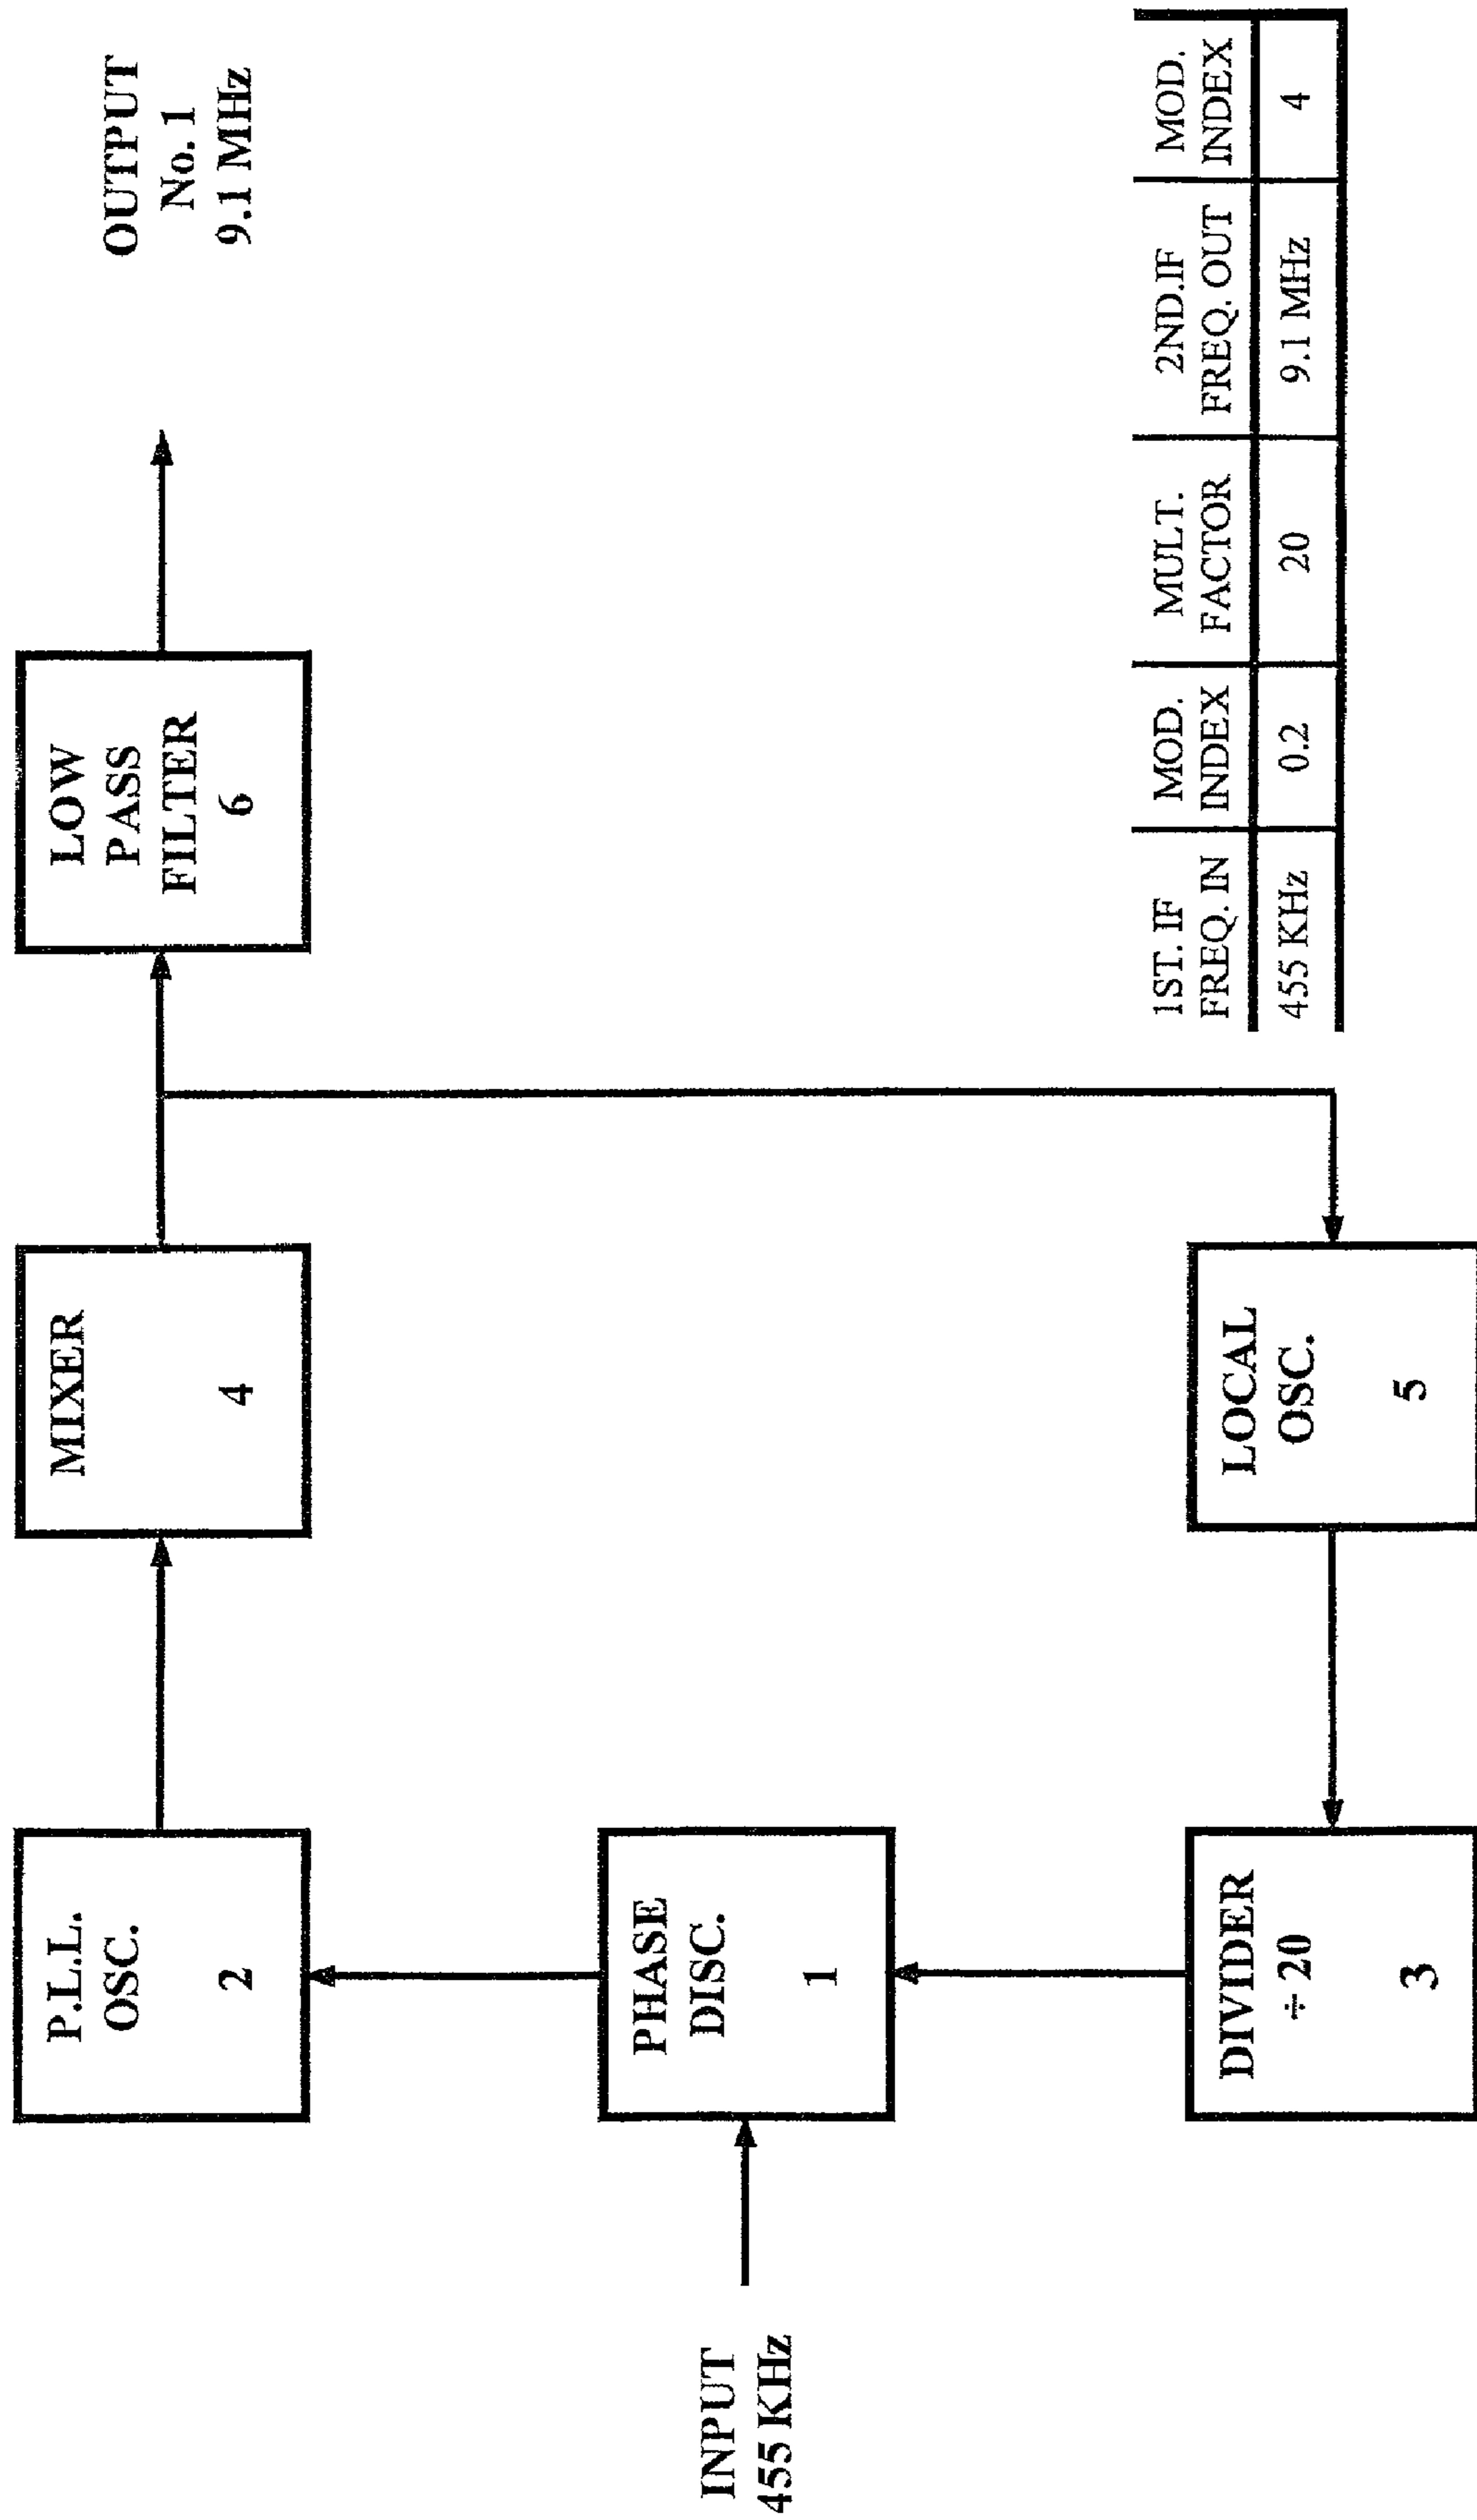 P.L.L.
OSC.
2
MIXER
4
LOW
PASS
FILTER
6
OUTPUT
No. 1
9.1 MHz
INPUT
455 KHz
PHASE
DISC.
1
DIVIDER
÷ 20
3
LOCAL
OSC.
5
1ST. IF MOD. MULT. 2ND.IF MOD.
FREQ. IN INDEX FACTOR FREQ. OUT INDEX
455 KHz 0.2 20 9.1 MHz 4